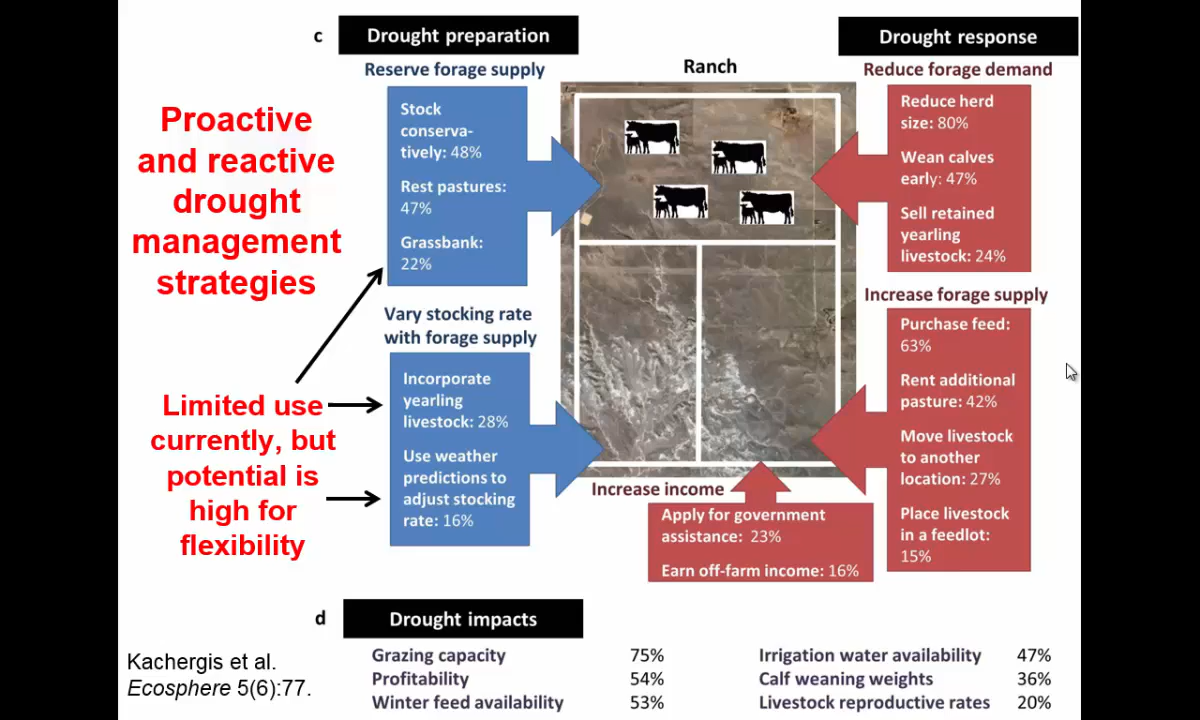 c
Drought preparation
Drought response
Reserve forage supply
Ranch
Reduce forage demand
Proactive
and reactive
drought
management
strategies
Stock
conserva-
tively: 48%
Rest pastures:
47%
Grassbank:
22%
Reduce herd
size: 80%
Wean calves
early: 47%
Sell retained
yearling
livestock: 24%
Vary stocking rate
with forage supply
Increase forage supply
Limited use
currently, but
potential is
high for
flexibility
Incorporate
yearling
livestock: 28%
Use weather
predictions to
adjust stocking
rate: 16%
Purchase feed:
63%
Rent additional
pasture: 42%
Move livestock
to another
location: 27%
Place livestock
in a feedlot:
15%
Increase income
Apply for government
assistance: 23%
Earn off-farm income: 16%
d
Drought impacts
Grazing capacity 75%
Profitability 54%
Winter feed availability 53%
Irrigation water availability 47%
Calf weaning weights 36%
Livestock reproductive rates 20%
Kachergis et al.
Ecosphere 5(6):77.